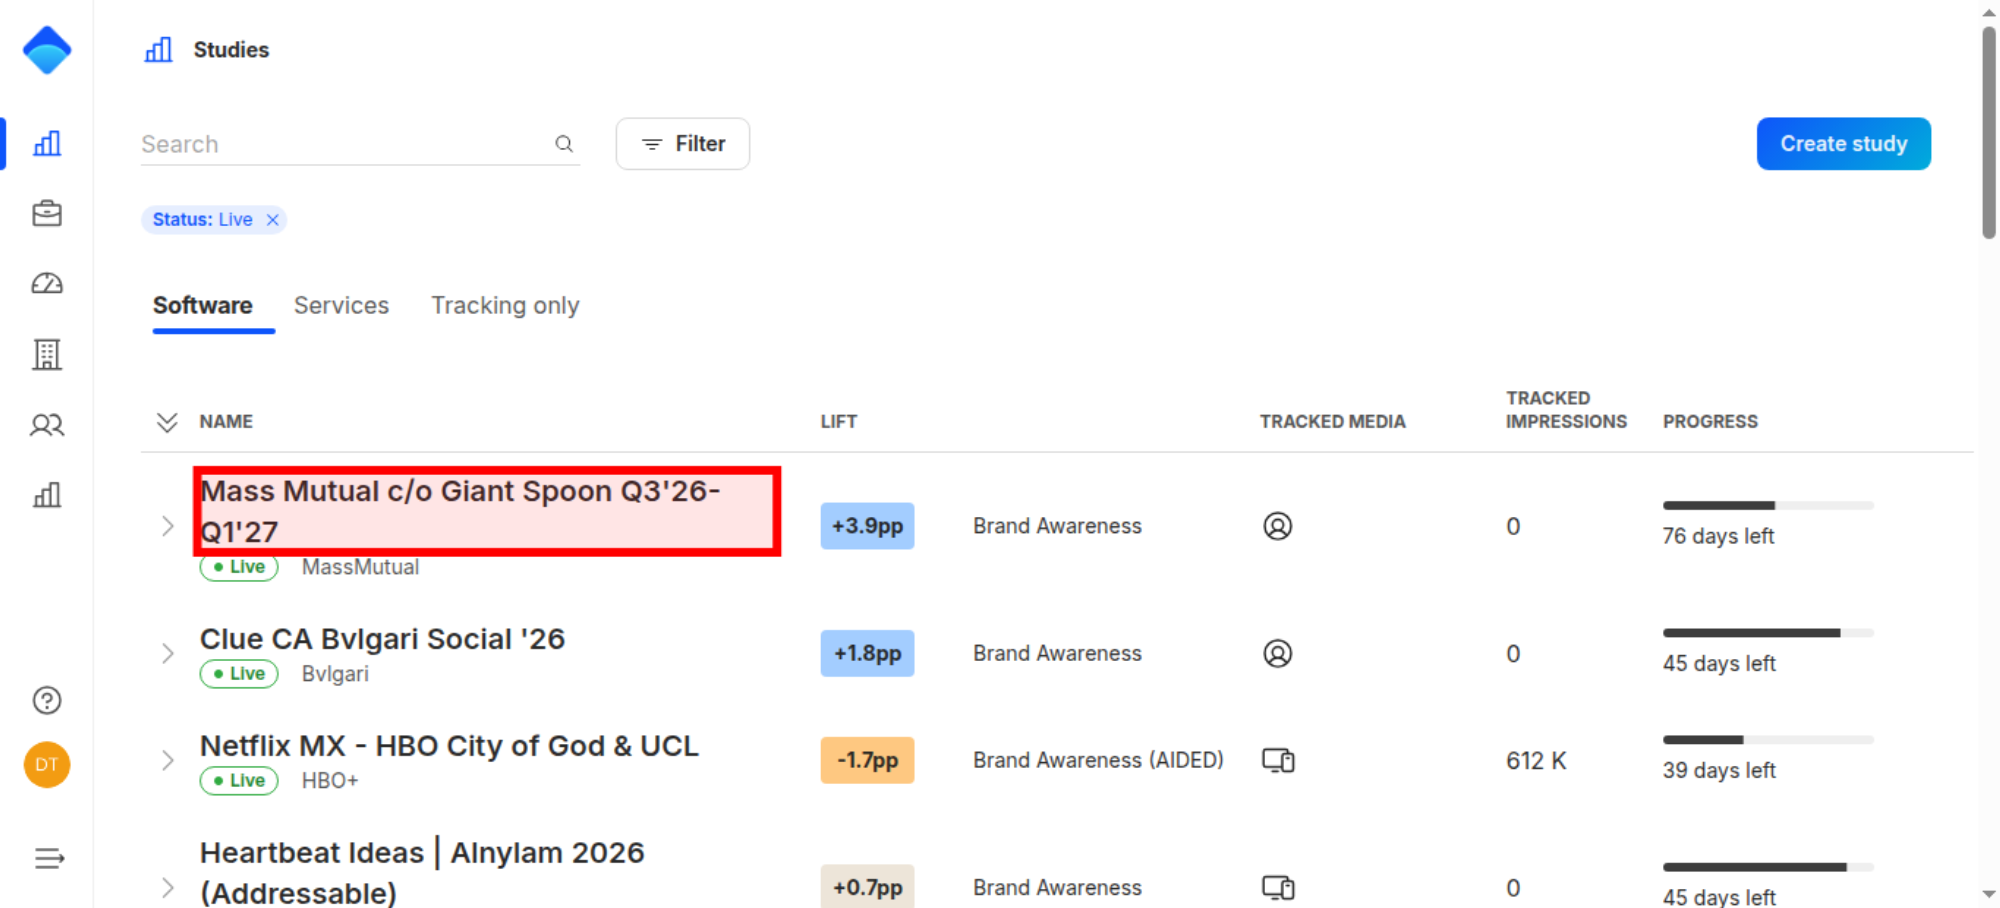 Studies
Search
Filter
Create study
Status: Live
Software
Services
Tracking only
NAME
LIFT
TRACKED MEDIA
TRACKED
IMPRESSIONS
PROGRESS
Mass Mutual c/o Giant Spoon Q3'26-
Q1'27
Live
MassMutual
+3.9pp
Brand Awareness
0
76 days left
Clue CA Bvlgari Social '26
Live
Bvlgari
+1.8pp
Brand Awareness
0
45 days left
Netflix MX - HBO City of God & UCL
Live
HBO+
-1.7pp
Brand Awareness (AIDED)
612 K
39 days left
Heartbeat Ideas | Alnylam 2026
(Addressable)
+0.7pp
Brand Awareness
0
45 days left
DT